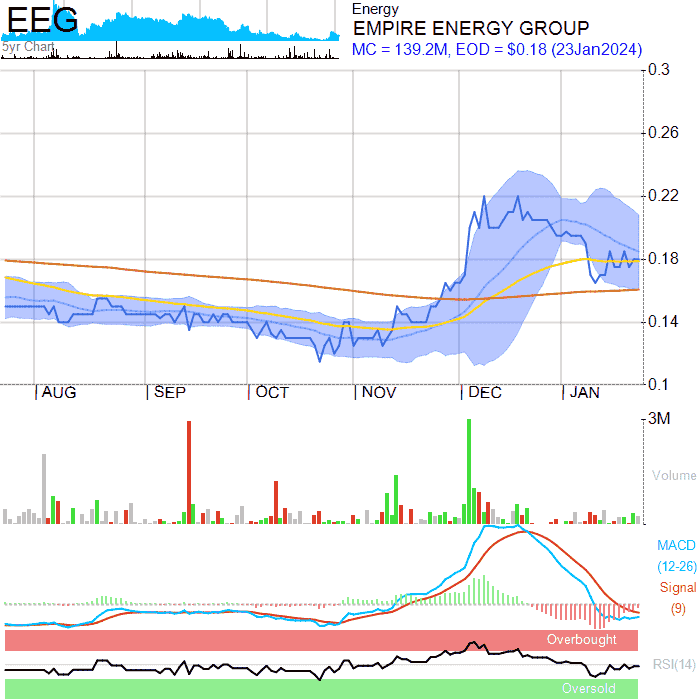 EEG
5yr Chart
Energy
EMPIRE ENERGY GROUP
MC = 139.2M, EOD = $0.18 (23Jan2024)
0.3
0.26
0.22
0.18
0.14
0.1
AUG SEP OCT NOV DEC JAN
3M
Volume
MACD
(12-26)
Signal
(9)
Overbought
RSI(14)
Oversold